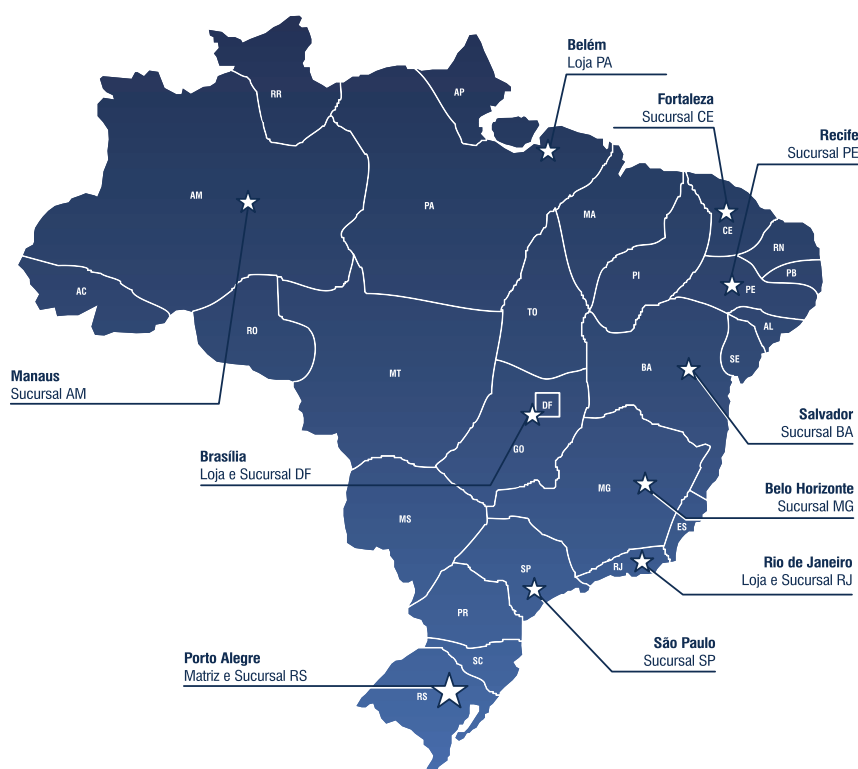 Belém
Loja PA
Fortaleza
Sucursal CE
Recife
Sucursal PE
RR
AP
AM
PA
MA
CE
RN
PB
PI
PE
AC
TO
AL
RO
SE
MT
BA
Manaus
Sucursal AM
DF
Salvador
Sucursal BA
GO
Brasília
Loja e Sucursal DF
MG
Belo Horizonte
Sucursal MG
MS
ES
RJ
SP
Rio de Janeiro
Loja e Sucursal RJ
PR
São Paulo
Sucursal SP
Porto Alegre
Matriz e Sucursal RS
SC
RS